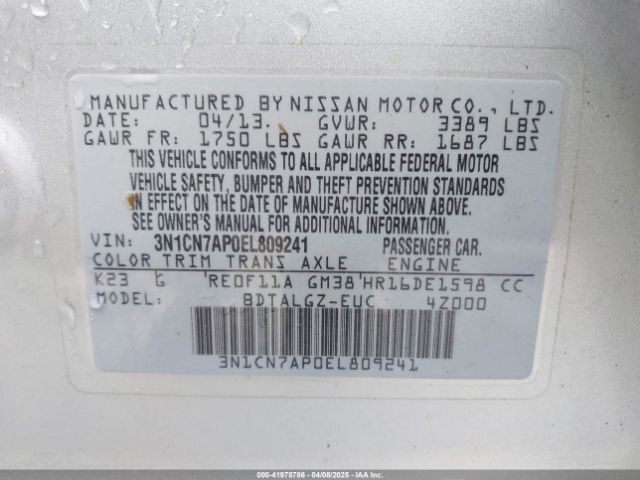 MANUFACTURED BY NISSAN MOTOR CO., LTD.
DATE: 04/13. GVWR: 3389 LBS
GAWR FR: 1750 LBS GAWR RR: 1687 LBS
THIS VEHICLE CONFORMS TO ALL APPLICABLE FEDERAL MOTOR
VEHICLE SAFETY, BUMPER AND THEFT PREVENTION STANDARDS
IN EFFECT ON THE DATE OF MANUFACTURE SHOWN ABOVE.
SEE OWNER'S MANUAL FOR ADDITIONAL INFORMATION.
VIN: 3N1CN7AP0EL809241 PASSENGER CAR.
COLOR TRIM TRANS AXLE ENGINE
K23 G 'RE0F11A GM38'HR16DE1598 CC
MODEL: BDTALGZ-EUC 4Z000
3N1CN7AP0EL809241
000-41978786 - 04/08/2025 - IAAI.COM